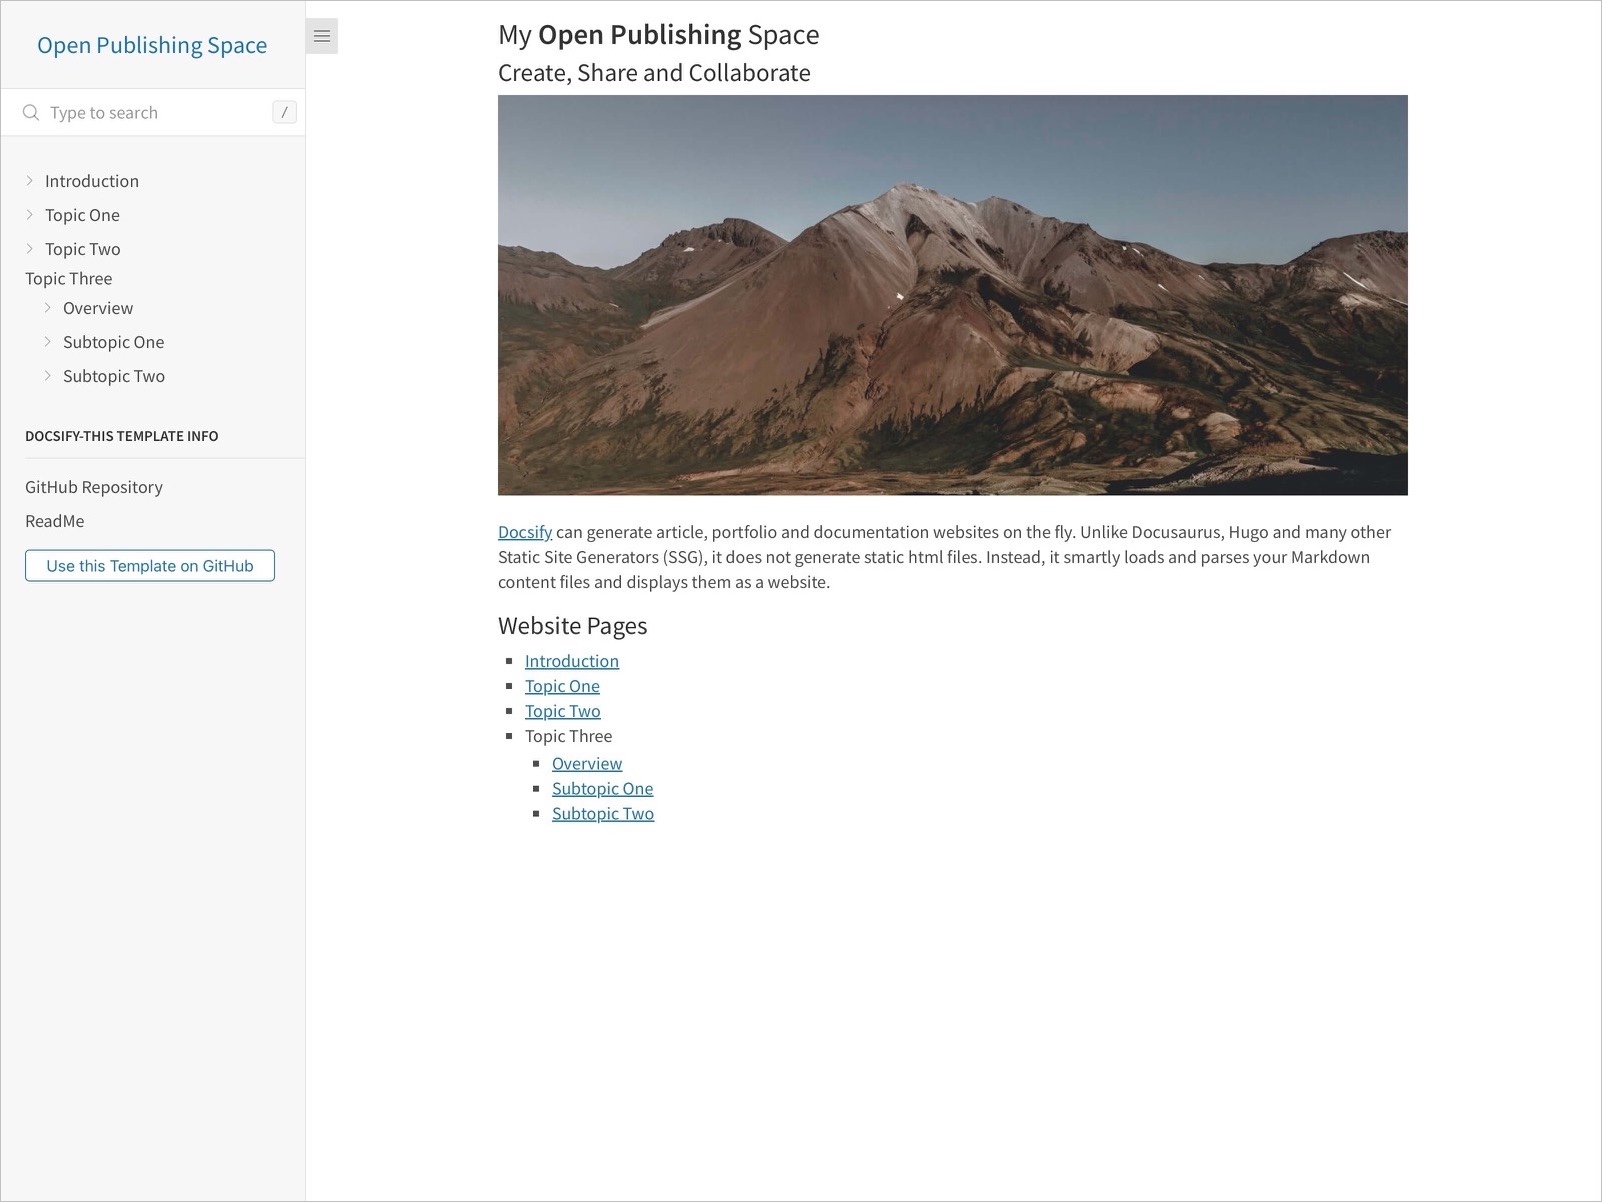 Open Publishing Space
Type to search
/
Introduction
Topic One
Topic Two
Topic Three
Overview
Subtopic One
Subtopic Two
DOCSIFY-THIS TEMPLATE INFO
GitHub Repository
ReadMe
Use this Template on GitHub
My Open Publishing Space
Create, Share and Collaborate
Docsify can generate article, portfolio and documentation websites on the fly. Unlike Docusaurus, Hugo and many other
Static Site Generators (SSG), it does not generate static html files. Instead, it smartly loads and parses your Markdown
content files and displays them as a website.
Website Pages
Introduction
Topic One
Topic Two
Topic Three
Overview
Subtopic One
Subtopic Two